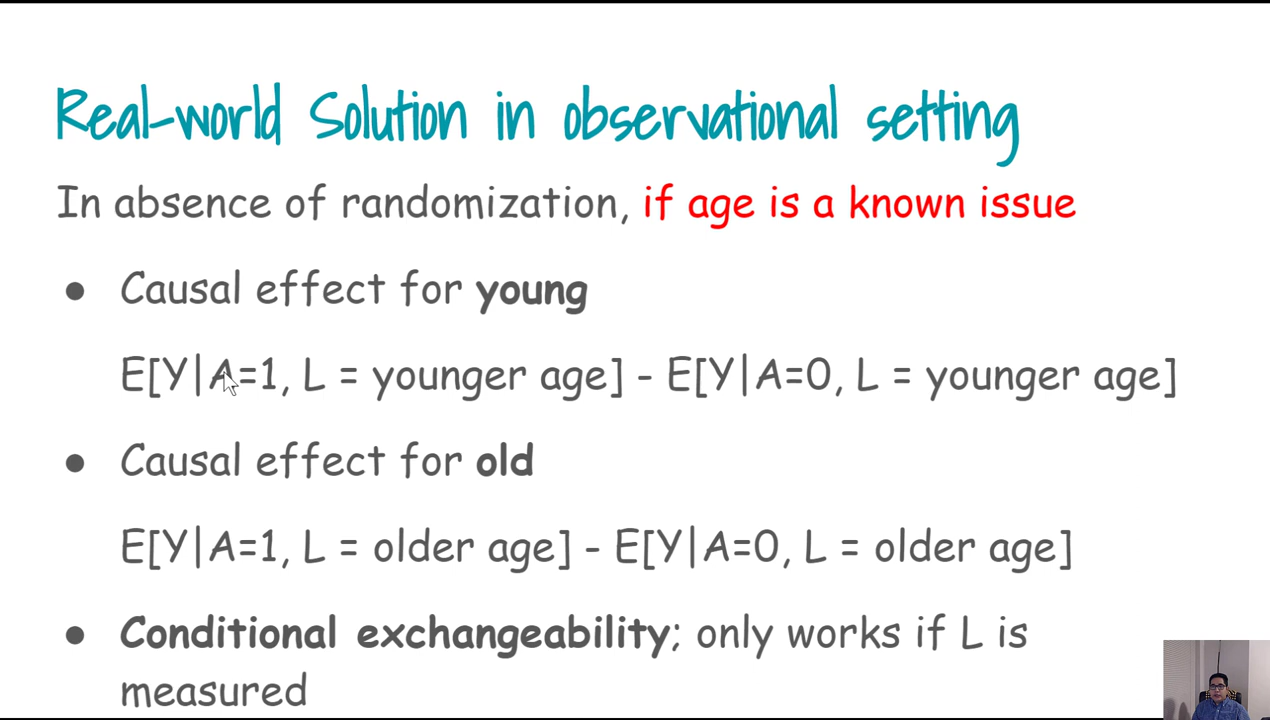 Real-world Solution in observational setting
In absence of randomization, if age is a known issue
● Causal effect for young
E[Y|A=1, L = younger age] - E[Y|A=0, L = younger age]
● Causal effect for old
E[Y|A=1, L = older age] - E[Y|A=0, L = older age]
● Conditional exchangeability; only works if L is
measured